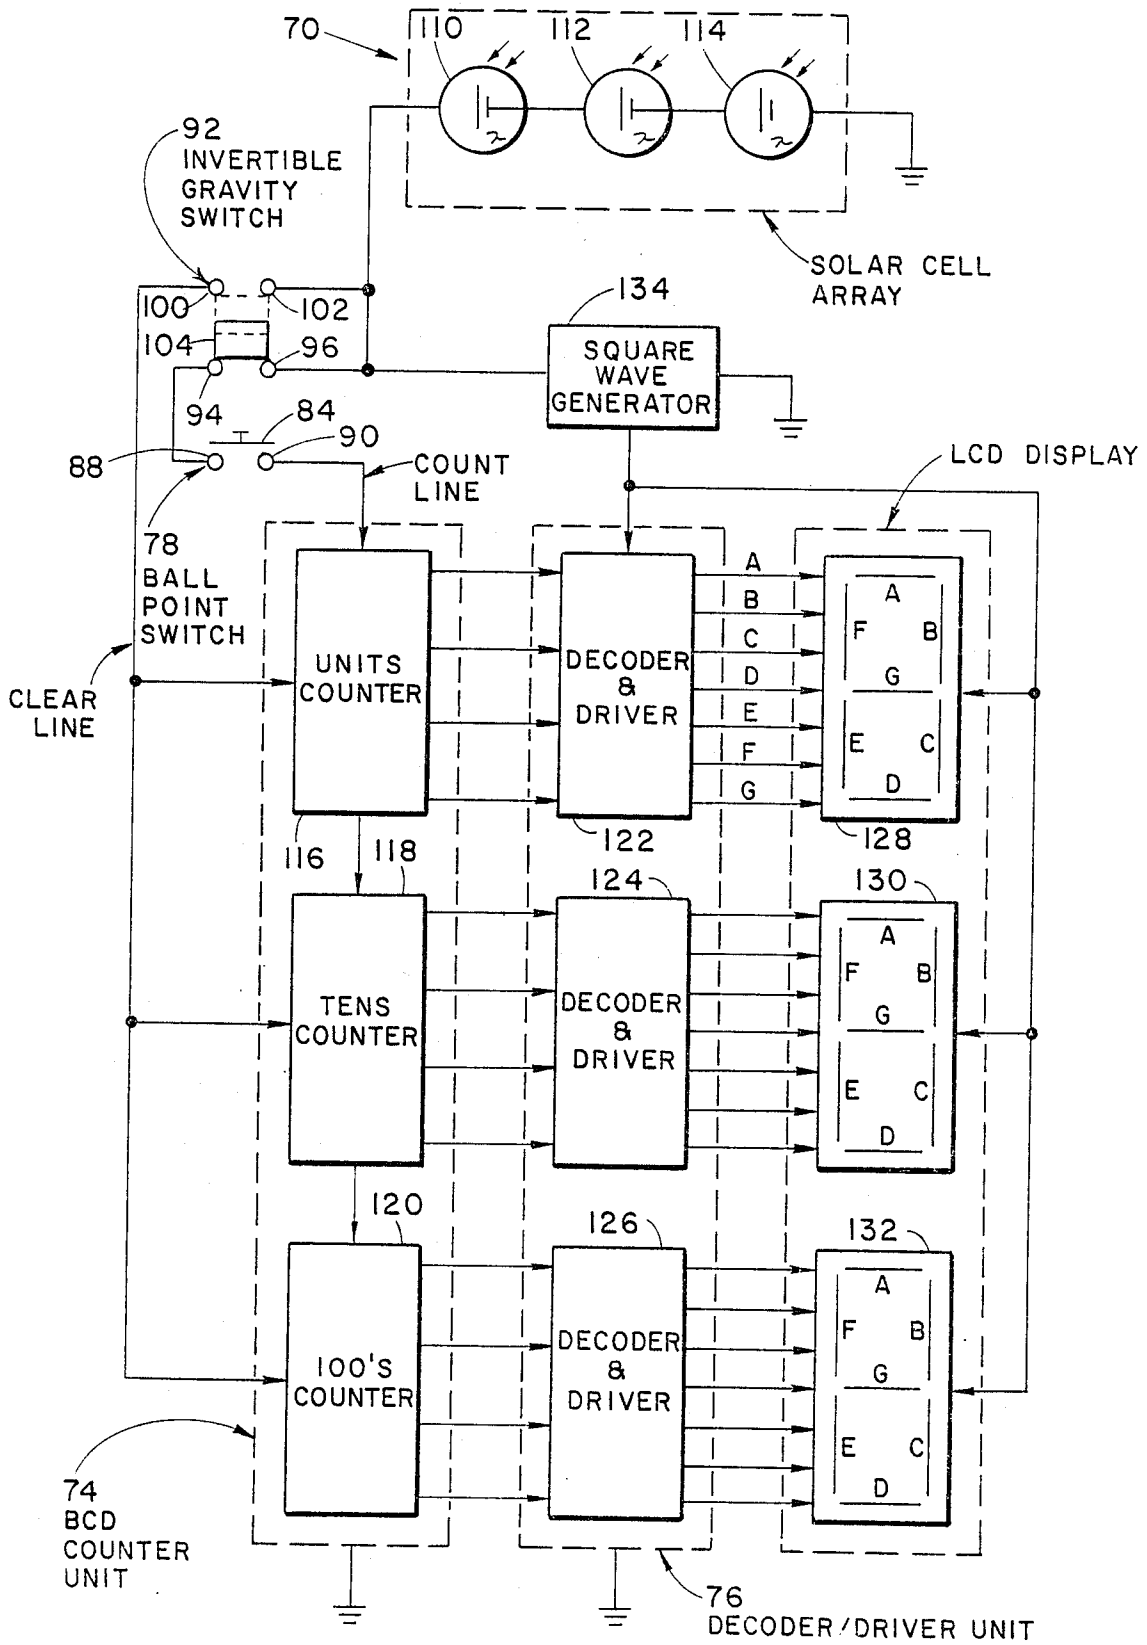 70
110
112
114
92
INVERTIBLE
GRAVITY
SWITCH
SOLAR CELL
ARRAY
100
102
134
104
96
SQUARE
WAVE
GENERATOR
94
84
90
88
COUNT
LINE
LCD DISPLAY
78
BALL
POINT
SWITCH
CLEAR
LINE
UNITS
COUNTER
DECODER
&
DRIVER
A
B
C
D
E
F
G
A
F B
G
E C
D
116
118
122
128
124
130
TENS
COUNTER
DECODER
&
DRIVER
A
F B
G
E C
D
120
126
132
100'S
COUNTER
DECODER
&
DRIVER
A
F B
G
E C
D
74
BCD
COUNTER
UNIT
76
DECODER/DRIVER UNIT